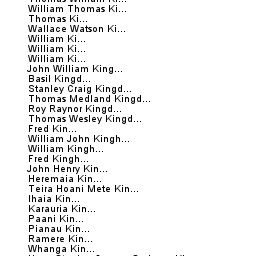 William Thomas Ki...
Thomas Ki...
Wallace Watson Ki...
William Ki...
William Ki...
William Ki...
John William King...
Basil Kingd...
Stanley Craig Kingd...
Thomas Medland Kingd...
Roy Raynor Kingd...
Thomas Wesley Kingd...
Fred Kin...
William John Kingh...
William Kingh...
Fred Kingh...
John Henry Kin...
Heremaia Kin...
Teira Hoani Mete Kin...
Ihaia Kin...
Karauria Kin...
Paani Kin...
Pianau Kin...
Ramere Kin...
Whanga Kin...